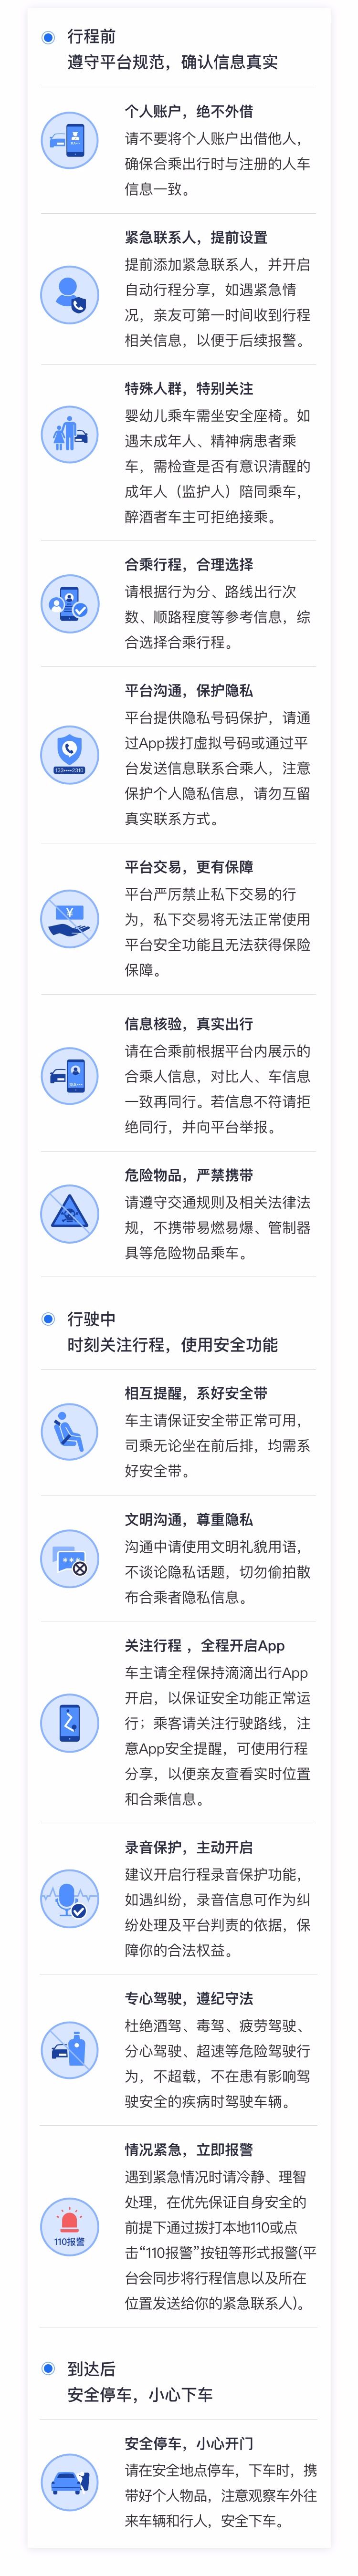 行程前
遵守平台规范，确认信息真实
个人账户，绝不外借
请不要将个人账户出借他人，
确保合乘出行时与注册的人车
信息一致。
紧急联系人，提前设置
提前添加紧急联系人，并开启
自动行程分享，如遇紧急情
况，亲友可第一时间收到行程
相关信息，以便于后续报警。
特殊人群，特别关注
婴幼儿乘车需坐安全座椅。如
遇未成年人、精神病患者乘
车，需检查是否有意识清醒的
成年人（监护人）陪同乘车，
醉酒者车主可拒绝接乘。
合乘行程，合理选择
请根据行为分、路线出行次
数、顺路程度等参考信息，综
合选择合乘行程。
平台沟通，保护隐私
平台提供隐私号码保护，请通
过App拨打虚拟号码或通过平
台发送信息联系合乘人，注意
保护个人隐私信息，请勿互留
真实联系方式。
133••••2310
平台交易，更有保障
平台严厉禁止私下交易的行
为，私下交易将无法正常使用
平台安全功能且无法获得保险
保障。
¥
信息核验，真实出行
请在合乘前根据平台内展示的
合乘人信息，对比人、车信息
一致再同行。若信息不符请拒
绝同行，并向平台举报。
危险物品，严禁携带
请遵守交通规则及相关法律法
规，不携带易燃易爆、管制器
具等危险物品乘车。
行驶中
时刻关注行程，使用安全功能
相互提醒，系好安全带
车主请保证安全带正常可用，
司乘无论坐在前后排，均需系
好安全带。
文明沟通，尊重隐私
沟通中请使用文明礼貌用语，
不谈论隐私话题，切勿偷拍散
布合乘者隐私信息。
关注行程 ，全程开启App
车主请全程保持滴滴出行App
开启，以保证安全功能正常运
行；乘客请关注行驶路线，注
意App安全提醒，可使用行程
分享，以便亲友查看实时位置
和合乘信息。
录音保护，主动开启
建议开启行程录音保护功能，
如遇纠纷，录音信息可作为纠
纷处理及平台判责的依据，保
障你的合法权益。
专心驾驶，遵纪守法
杜绝酒驾、毒驾、疲劳驾驶、
分心驾驶、超速等危险驾驶行
为，不超载，不在患有影响驾
驶安全的疾病时驾驶车辆。
情况紧急，立即报警
遇到紧急情况时请冷静、理智
处理，在优先保证自身安全的
前提下通过拨打本地110或点
击“110报警”按钮等形式报警(平
台会同步将行程信息以及所在
位置发送给你的紧急联系人)。
110报警
到达后
安全停车，小心下车
安全停车，小心开门
请在安全地点停车，下车时，携
带好个人物品，注意观察车外往
来车辆和行人，安全下车。